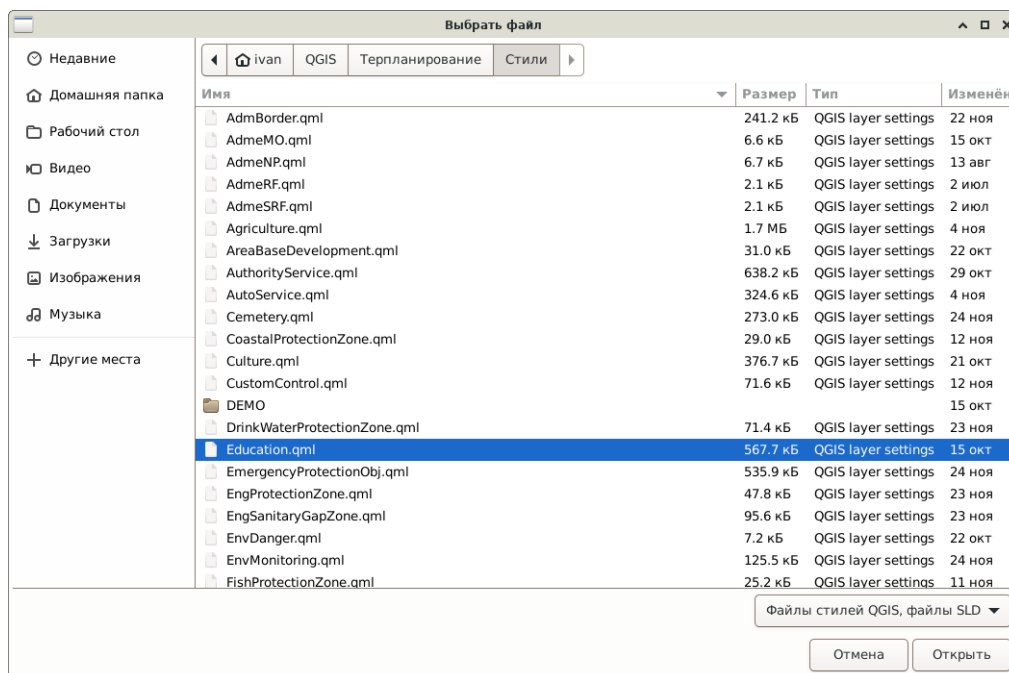 Выбрать файл
Недавние
Домашняя папка
Рабочий стол
Видео
Документы
Загрузки
Изображения
Музыка
Другие места
ivan QGIS Терпланирование Стили
Имя Размер Тип Изменён
AdmBorder.qml 241.2 кБ QGIS layer settings 22 ноя
AdmeMO.qml 6.6 кБ QGIS layer settings 15 окт
AdmeNP.qml 6.7 кБ QGIS layer settings 13 авг
AdmeRF.qml 2.1 кБ QGIS layer settings 2 июл
AdmeSRF.qml 2.1 кБ QGIS layer settings 2 июл
Agriculture.qml 1.7 МБ QGIS layer settings 4 ноя
AreaBaseDevelopment.qml 31.0 кБ QGIS layer settings 22 окт
AuthorityService.qml 638.2 кБ QGIS layer settings 29 окт
AutoService.qml 324.6 кБ QGIS layer settings 4 ноя
Cemetery.qml 273.0 кБ QGIS layer settings 24 ноя
CoastalProtectionZone.qml 29.0 кБ QGIS layer settings 12 ноя
Culture.qml 376.7 кБ QGIS layer settings 21 окт
CustomControl.qml 71.6 кБ QGIS layer settings 12 ноя
DEMO 15 окт
DrinkWaterProtectionZone.qml 71.4 кБ QGIS layer settings 23 ноя
Education.qml 567.7 кБ QGIS layer settings 15 окт
EmergencyProtectionObj.qml 535.9 кБ QGIS layer settings 24 ноя
EngProtectionZone.qml 47.8 кБ QGIS layer settings 23 ноя
EngSanitaryGapZone.qml 95.6 кБ QGIS layer settings 23 ноя
EnvDanger.qml 7.2 кБ QGIS layer settings 22 окт
EnvMonitoring.qml 125.5 кБ QGIS layer settings 24 ноя
FishProtectionZone.qml 25.2 кБ QGIS layer settings 11 ноя
Файлы стилей QGIS, файлы SLD
Отмена Открыть